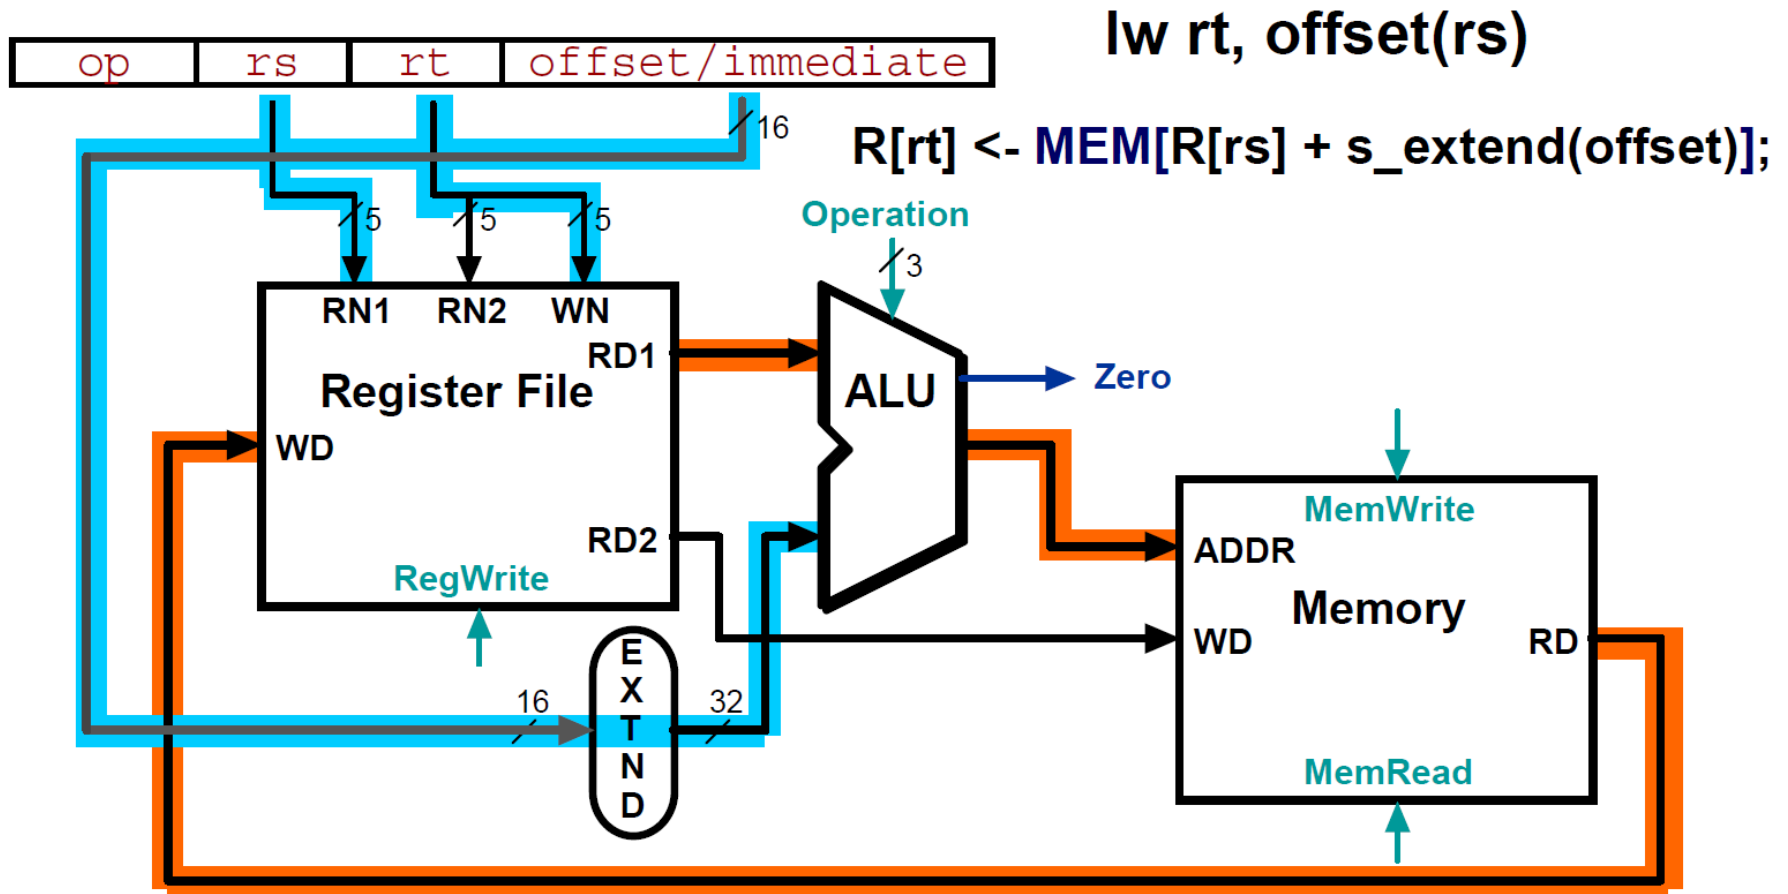 lw rt, offset(rs)
op rs rt offset/immediate
16
R[rt] <- MEM[R[rs] + s_extend(offset)];
5 5 5
Operation
3
RN1 RN2 WN
RD1
Register File
ALU
Zero
WD
MemWrite
RD2
ADDR
RegWrite
Memory
WD
RD
EXTND
16
32
MemRead